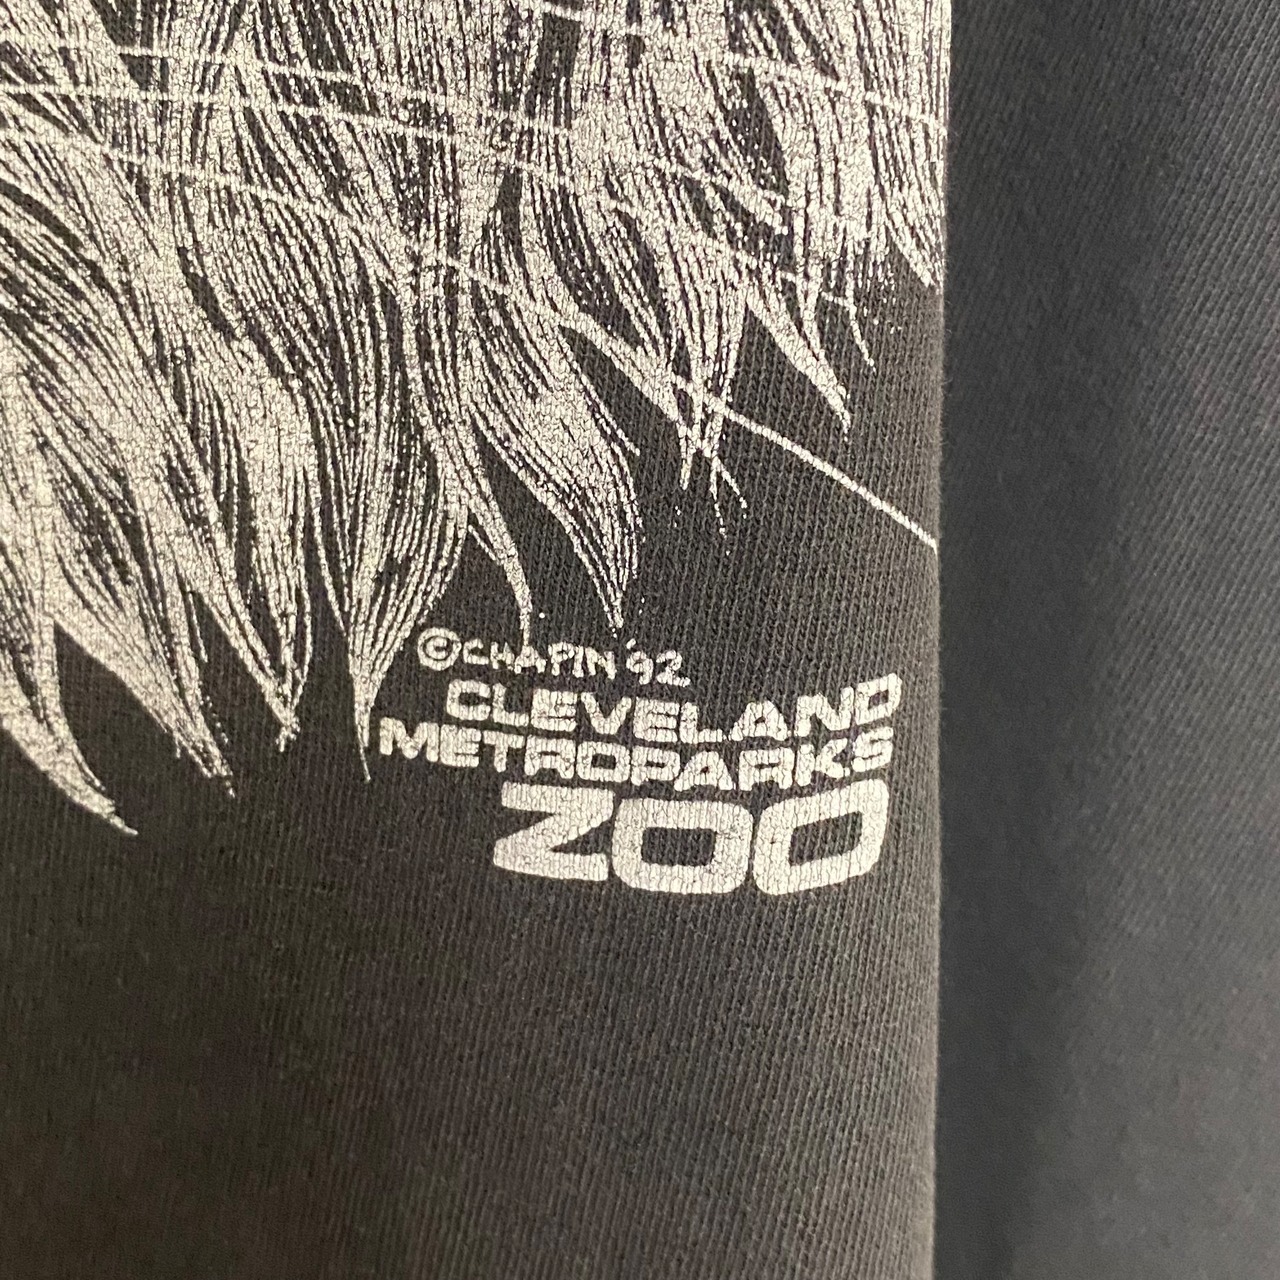 ©CHAPIN '92
CLEVELAND
METROPARKS
ZOO